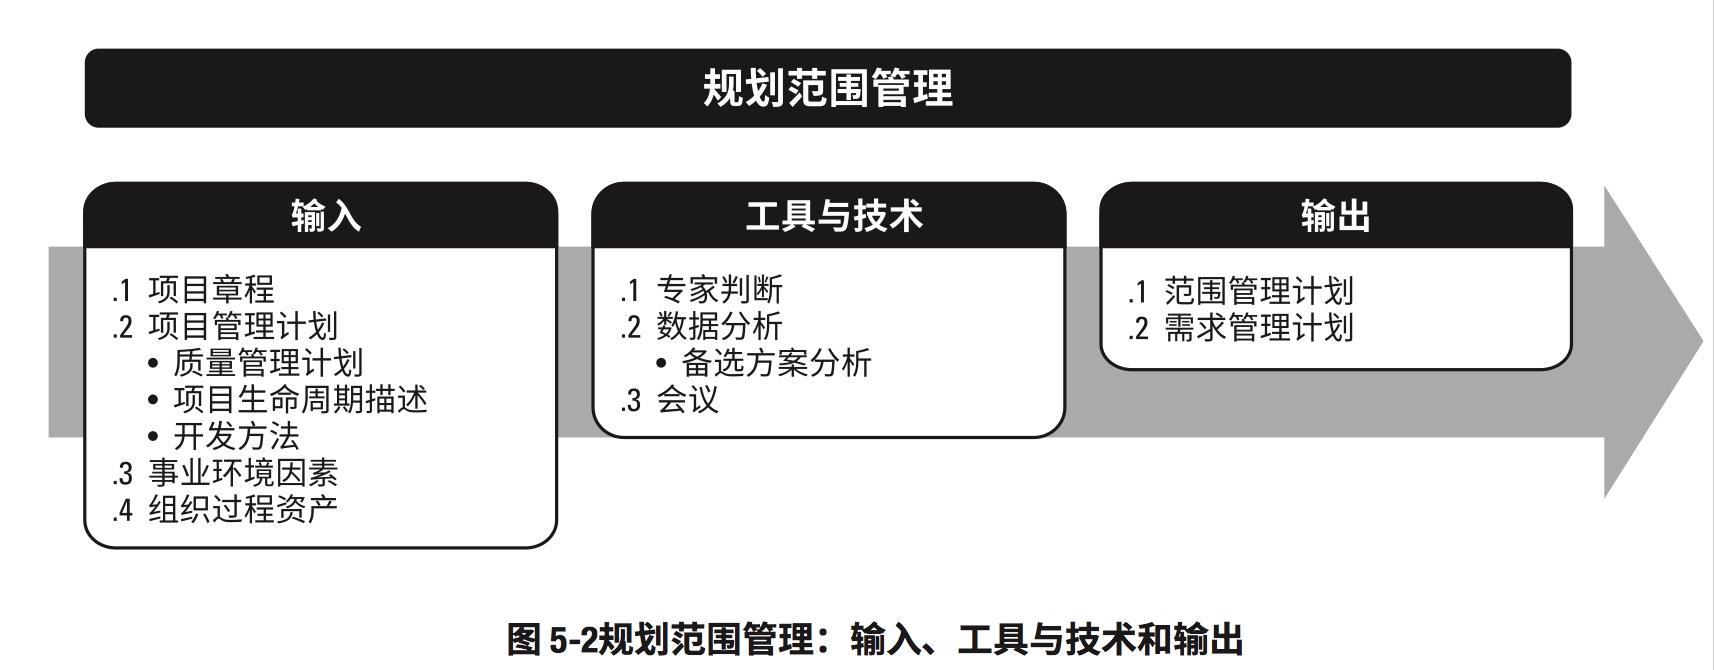 规划范围管理
输入
.1 项目章程
.2 项目管理计划
• 质量管理计划
• 项目生命周期描述
• 开发方法
.3 事业环境因素
.4 组织过程资产
工具与技术
.1 专家判断
.2 数据分析
• 备选方案分析
.3 会议
输出
.1 范围管理计划
.2 需求管理计划
图 5-2规划范围管理：输入、工具与技术和输出